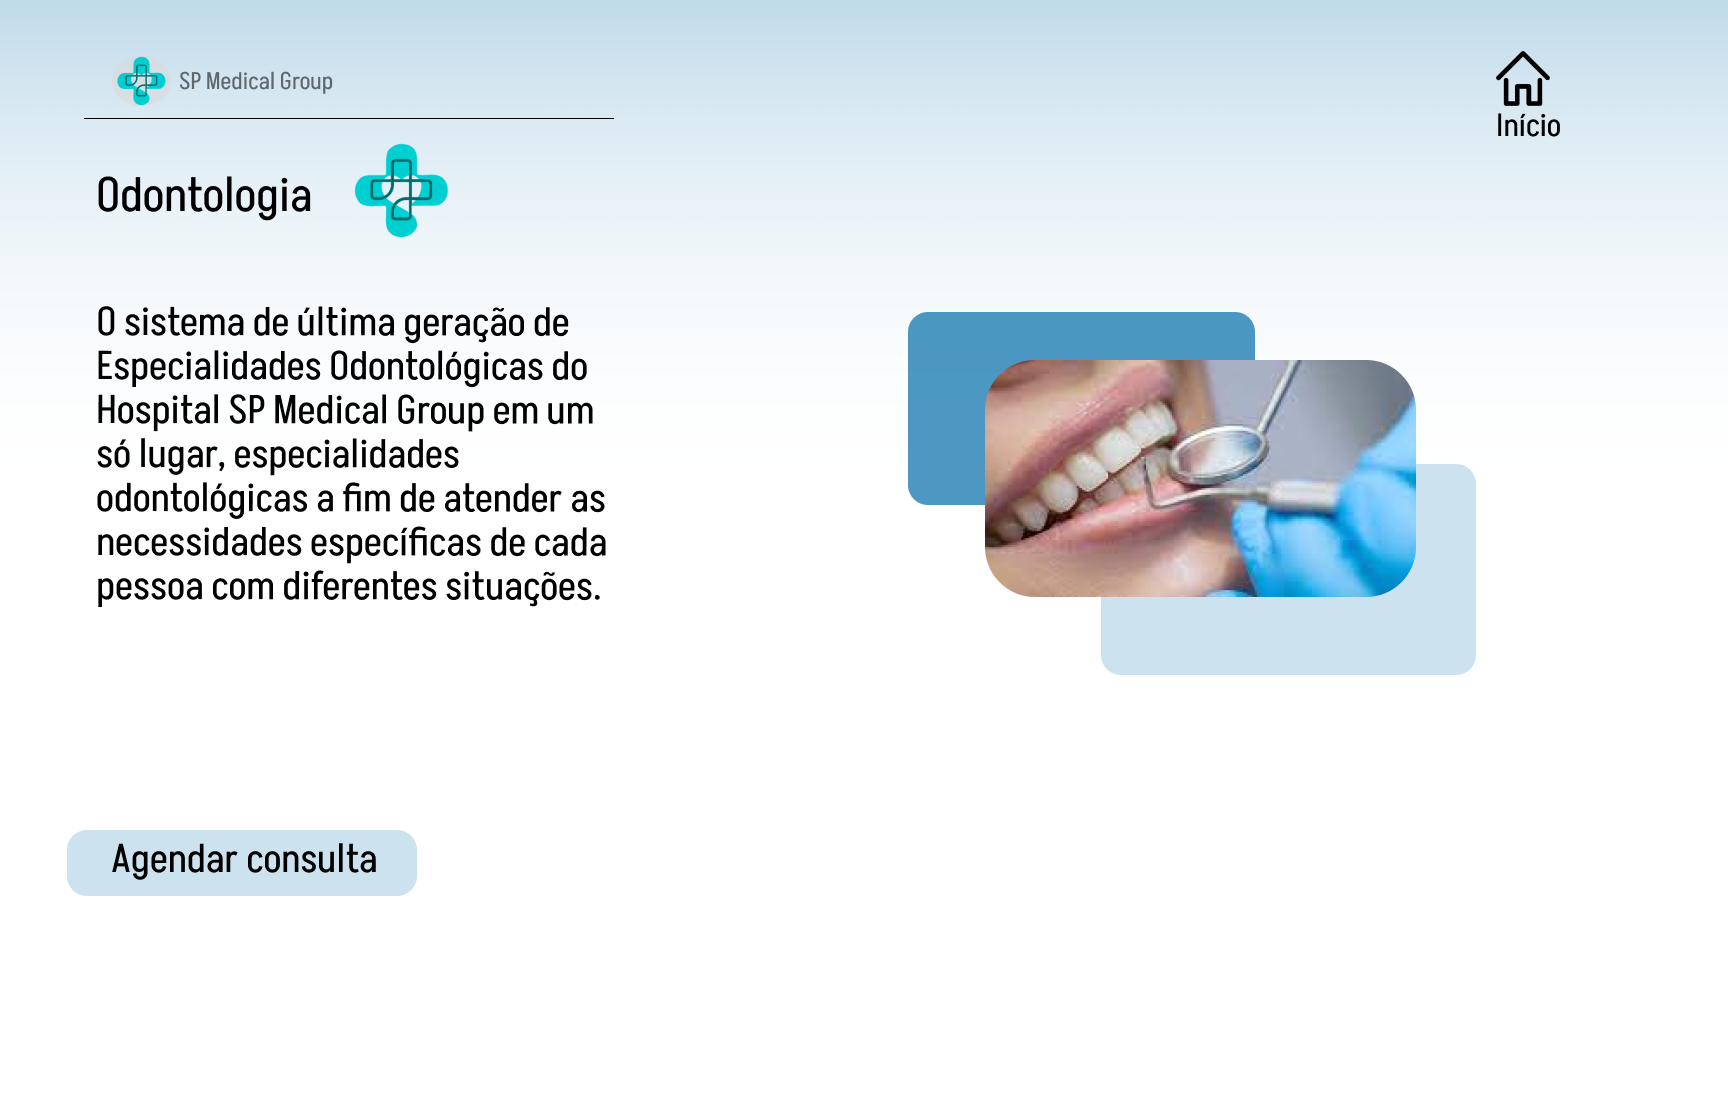 SP Medical Group
Início
Odontologia
O sistema de última geração de
Especialidades Odontológicas do
Hospital SP Medical Group em um
só lugar, especialidades
odontológicas a fim de atender as
necessidades específicas de cada
pessoa com diferentes situações.
Agendar consulta